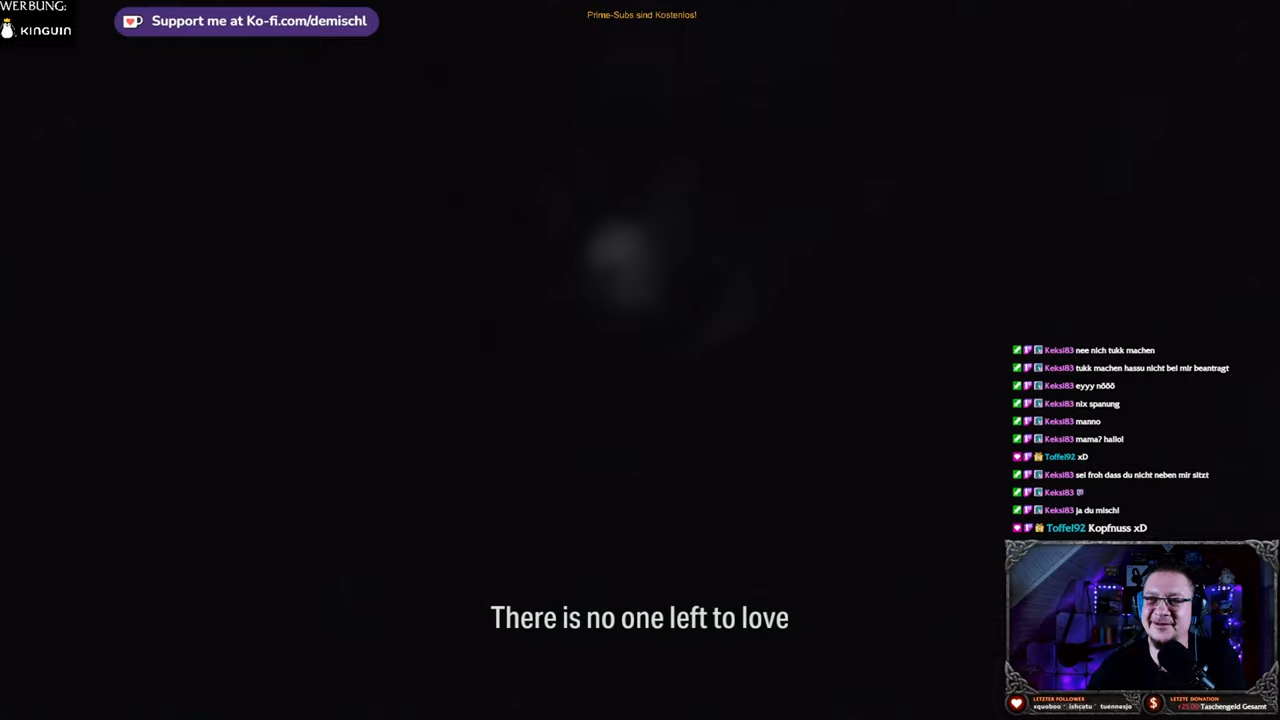 WERBUNG:
KINGUIN
Support me at Ko-fi.com/demischl
Prime-Subs sind Kostenlos!
Keksi83 nee nich tukk machen
Keksi83 tukk machen hassu nicht bei mir beantragt
Keksi83 eyyy nööö
Keksi83 nix spanung
Keksi83 manno
Keksi83 mama? hallo!
Toffel92 xD
Keksi83 sei froh dass du nicht neben mir sitzt
Keksi83
Keksi83 ja du mischl
Toffel92 Kopfnuss xD
There is no one left to love
LETZTER FOLLOWER
xquoboo * ishcatu * tuennesjo
LETZTE DONATION
Taschengeld Gesamt